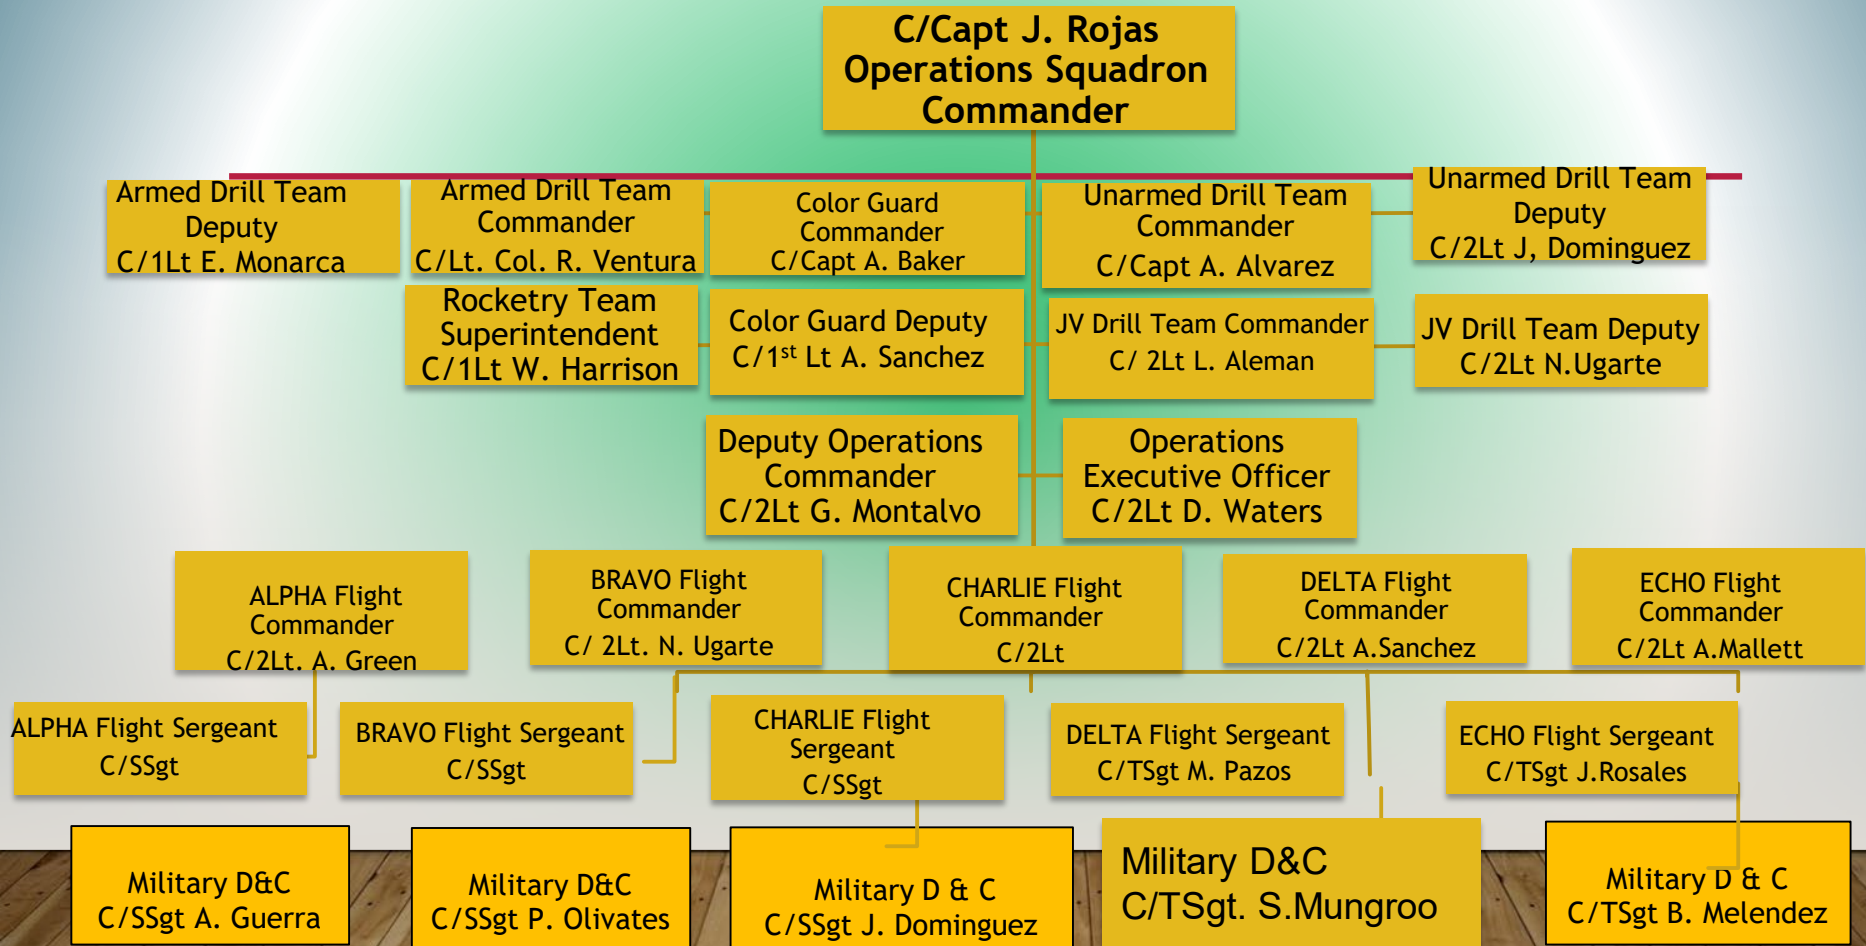 C/Capt J. Rojas
Operations Squadron
Commander
Armed Drill Team
Deputy
C/1Lt E. Monarca
Armed Drill Team
Commander
C/Lt. Col. R. Ventura
Color Guard
Commander
C/Capt A. Baker
Unarmed Drill Team
Commander
C/Capt A. Alvarez
Unarmed Drill Team
Deputy
C/2Lt J, Dominguez
Rocketry Team
Superintendent
C/1Lt W. Harrison
Color Guard Deputy
C/1st Lt A. Sanchez
JV Drill Team Commander
C/ 2Lt L. Aleman
JV Drill Team Deputy
C/2Lt N.Ugarte
Deputy Operations
Commander
C/2Lt G. Montalvo
Operations
Executive Officer
C/2Lt D. Waters
ALPHA Flight
Commander
C/2Lt. A. Green
BRAVO Flight
Commander
C/ 2Lt. N. Ugarte
CHARLIE Flight
Commander
C/2Lt
DELTA Flight
Commander
C/2Lt A.Sanchez
ECHO Flight
Commander
C/2Lt A.Mallett
ALPHA Flight Sergeant
C/SSgt
BRAVO Flight Sergeant
C/SSgt
CHARLIE Flight
Sergeant
C/SSgt
DELTA Flight Sergeant
C/TSgt M. Pazos
ECHO Flight Sergeant
C/TSgt J.Rosales
Military D&C
C/SSgt A. Guerra
Military D&C
C/SSgt P. Olivates
Military D & C
C/SSgt J. Dominguez
Military D&C
C/TSgt. S.Mungroo
Military D & C
C/TSgt B. Melendez